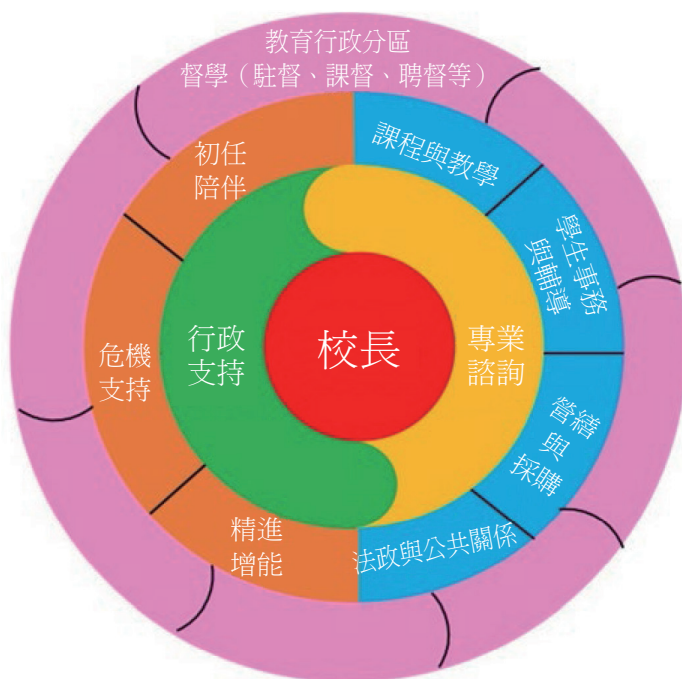 教育行政分區
督學（駐督、課督、聘督等）
初任
陪伴
課程與教學
學生事務
與輔導
危機
支持
行政
支持
校長
專業
諮詢
營繕
與
採購
精進
增能
法政與公共關係